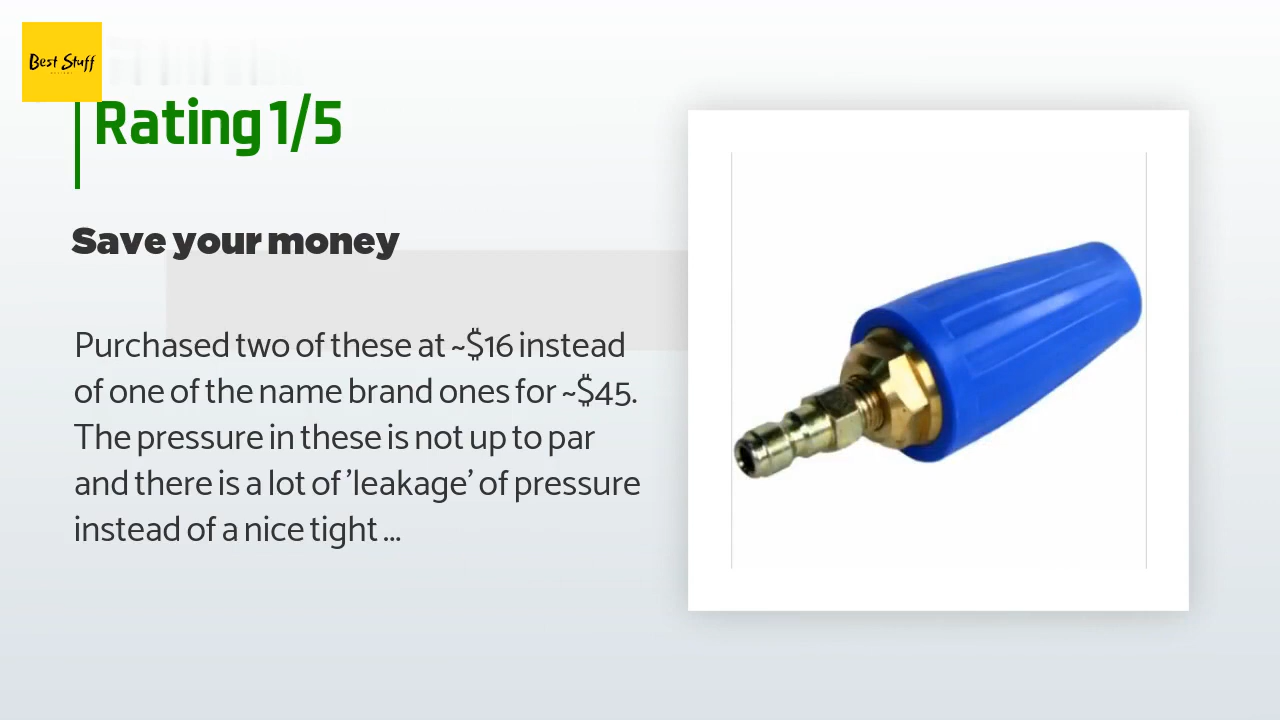 Best Stuff
Rating 1/5
Save your money
Purchased two of these at ~$16 instead
of one of the name brand ones for ~$45.
The pressure in these is not up to par
and there is a lot of 'leakage' of pressure
instead of a nice tight ...